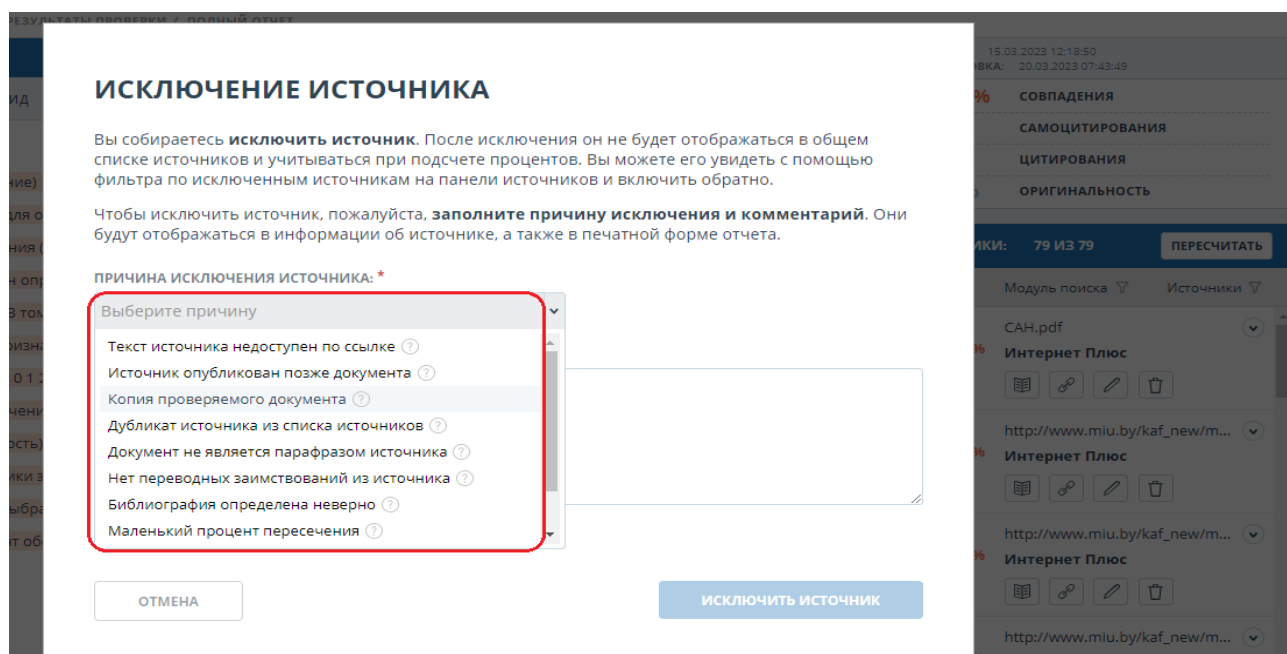 РЕЗУЛЬТАТЫ ПРОВЕРКИ / ПОЛНЫЙ ОТЧЕТ
ИСКЛЮЧЕНИЕ ИСТОЧНИКА
Вы собираетесь исключить источник. После исключения он не будет отображаться в общем
списке источников и учитываться при подсчете процентов. Вы можете его увидеть с помощью
фильтра по исключенным источникам на панели источников и включить обратно.
Чтобы исключить источник, пожалуйста, заполните причину исключения и комментарий. Они
будут отображаться в информации об источнике, а также в печатной форме отчета.
ПРИЧИНА ИСКЛЮЧЕНИЯ ИСТОЧНИКА: *
Выберите причину
Текст источника недоступен по ссылке ?
Источник опубликован позже документа ?
Копия проверяемого документа ?
Дубликат источника из списка источников ?
Документ не является парафразом источника ?
Нет переводных заимствований из источника ?
Библиография определена неверно ?
Маленький процент пересечения ?
ОТМЕНА
ИСКЛЮЧИТЬ ИСТОЧНИК
15.03.2023 12:18:50
20.03.2023 07:43:49
% СОВПАДЕНИЯ
САМОЦИТИРОВАНИЯ
ЦИТИРОВАНИЯ
ОРИГИНАЛЬНОСТЬ
79 ИЗ 79 ПЕРЕСЧИТАТЬ
Модуль поиска Источники
САН.pdf
% Интернет Плюс
http://www.miu.by/kaf_new/m...
% Интернет Плюс
http://www.miu.by/kaf_new/m...
% Интернет Плюс
http://www.miu.by/kaf_new/m...